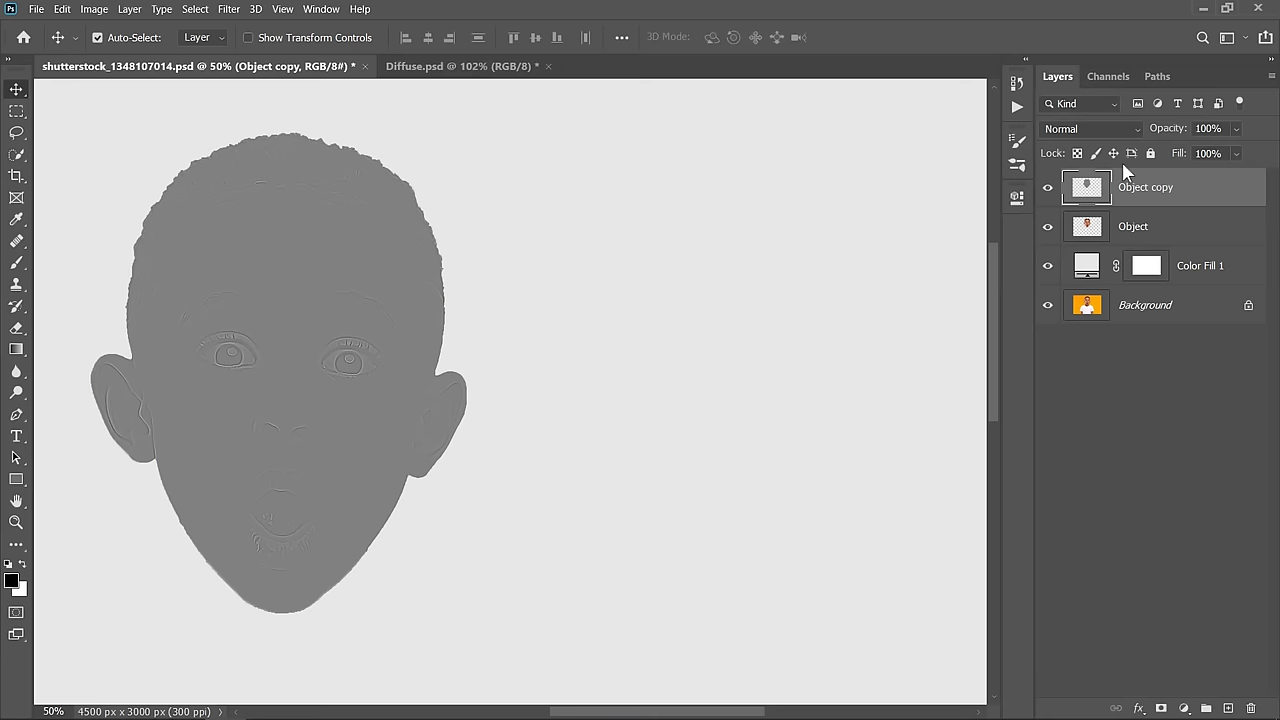 Ps File Edit Image Layer Type Select Filter 3D View Window Help
Auto-Select: Layer Show Transform Controls 3D Mode:
shutterstock_1348107014.psd @ 50% (Object copy, RGB/8#) * Diffuse.psd @ 102% (RGB/8) *
Layers Channels Paths
Kind
Normal Opacity: 100%
Lock: Fill: 100%
Object copy
Object
Color Fill 1
Background
50% 4500 px x 3000 px (300 ppi)